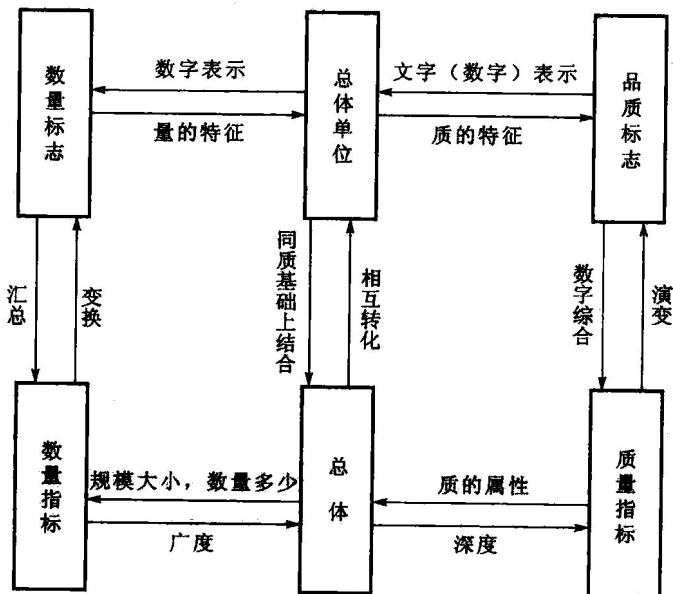 数量标志
数字表示
量的特征
总体单位
文字（数字）表示
质的特征
品质标志
汇总
变换
同质基础上结合
相互转化
数字综合
演变
数量指标
规模大小，数量多少
广度
总体
质的属性
深度
质量指标